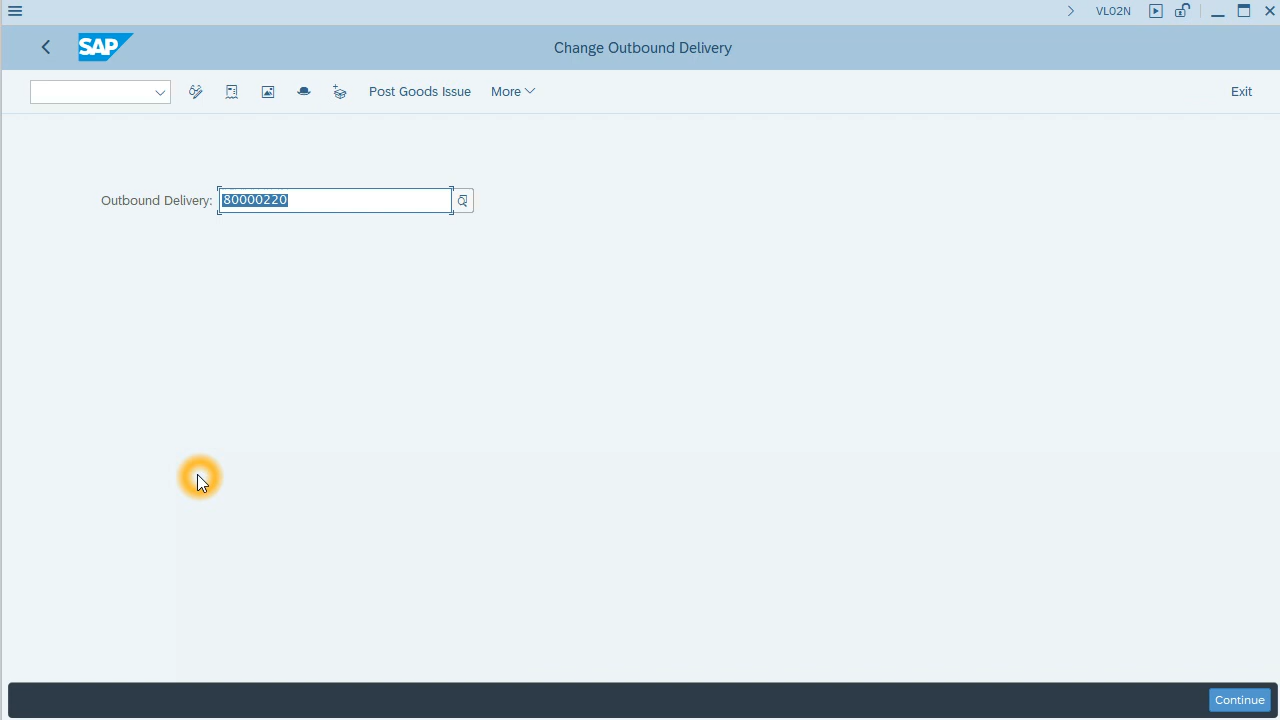 VL02N
SAP
Change Outbound Delivery
Post Goods Issue More Exit
Outbound Delivery: 80000220
Continue